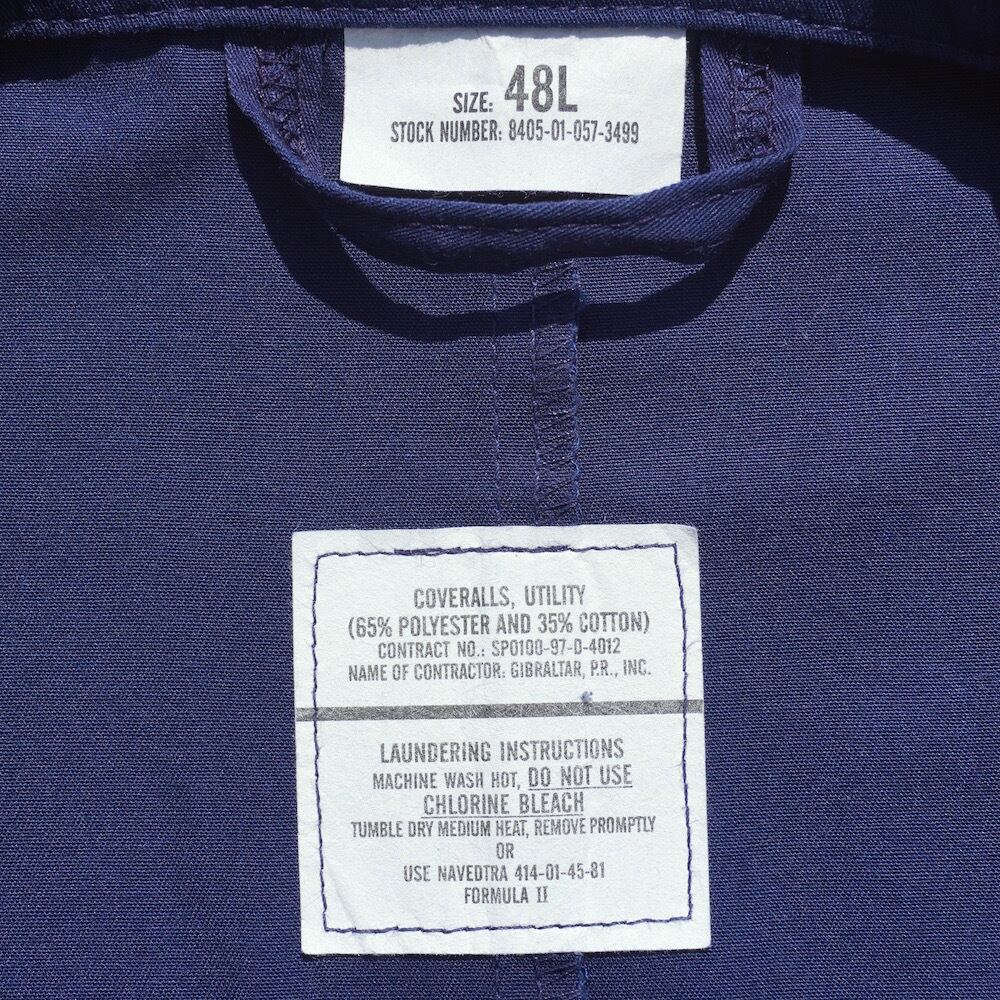 SIZE: 48L
STOCK NUMBER: 8405-01-057-3499
COVERALLS, UTILITY
(65% POLYESTER AND 35% COTTON)
CONTRACT NO.: SPO100-97-D-4012
NAME OF CONTRACTOR: GIBRALTAR, P.R., INC.
LAUNDERING INSTRUCTIONS
MACHINE WASH HOT, DO NOT USE
CHLORINE BLEACH
TUMBLE DRY MEDIUM HEAT, REMOVE PROMPTLY
OR
USE NAVEDTRA 414-01-45-81
FORMULA II